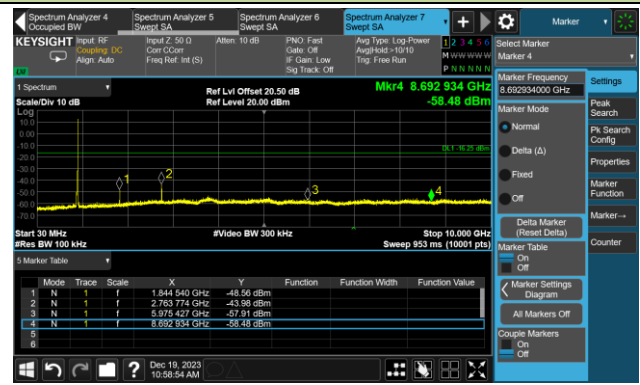 Spectrum Analyzer 4
Occupied BW
Spectrum Analyzer 5
Swept SA
Spectrum Analyzer 6
Swept SA
Spectrum Analyzer 7
Swept SA
Marker
KEYSIGHT
Input: RF
Coupling: DC
Align: Auto
Input Z: 50 Ω
Corr CCorr
Freq Ref: Int (S)
Atten: 10 dB
PNO: Fast
Gate: Off
IF Gain: Low
Sig Track: Off
Avg Type: Log-Power
Avg|Hold:>10/10
Trig: Free Run
1 2 3 4 5 6
M W W W W W
P N N N N N
Select Marker
Marker 4
1 Spectrum
Scale/Div 10 dB
Log
Ref Lvl Offset 20.50 dB
Ref Level 20.00 dBm
Mkr4 8.692 934 GHz
-58.48 dBm
10.0
0.00
-10.0
-20.0
-30.0
-40.0
-50.0
-60.0
-70.0
DL1 -16.25 dBm
1
2
3
4
Start 30 MHz
#Res BW 100 kHz
#Video BW 300 kHz
Stop 10.000 GHz
Sweep 953 ms (10001 pts)
5 Marker Table
Mode Trace Scale X Y Function Function Width Function Value
1 N 1 f 1.844 540 GHz -48.56 dBm
2 N 1 f 2.763 774 GHz -43.98 dBm
3 N 1 f 5.975 427 GHz -57.91 dBm
4 N 1 f 8.692 934 GHz -58.48 dBm
5
6
Marker Frequency
8.692934000 GHz
Marker Mode
Normal
Delta (Δ)
Fixed
Off
Delta Marker
(Reset Delta)
Marker Table
On
Off
Marker Settings
Diagram
All Markers Off
Couple Markers
On
Off
Settings
Peak
Search
Pk Search
Config
Properties
Marker
Function
Marker→
Counter
?
Dec 19, 2023
10:58:54 AM